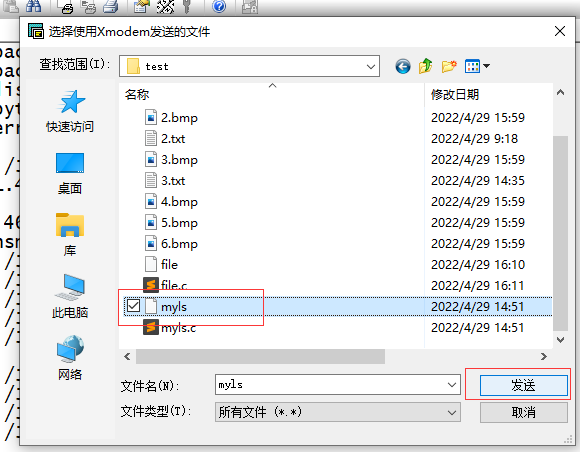 选择使用Xmodem发送的文件
查找范围(I):
test
名称
修改日期
快速访问
桌面
库
此电脑
网络
2.bmp 2022/4/29 15:59
2.txt 2022/4/29 9:18
3.bmp 2022/4/29 15:59
3.txt 2022/4/29 14:35
4.bmp 2022/4/29 15:59
5.bmp 2022/4/29 15:59
6.bmp 2022/4/29 15:59
file 2022/4/29 16:10
file.c 2022/4/29 16:11
myls 2022/4/29 14:51
myls.c 2022/4/29 14:51
文件名(N): myls 发送
文件类型(T): 所有文件 (*.*) 取消